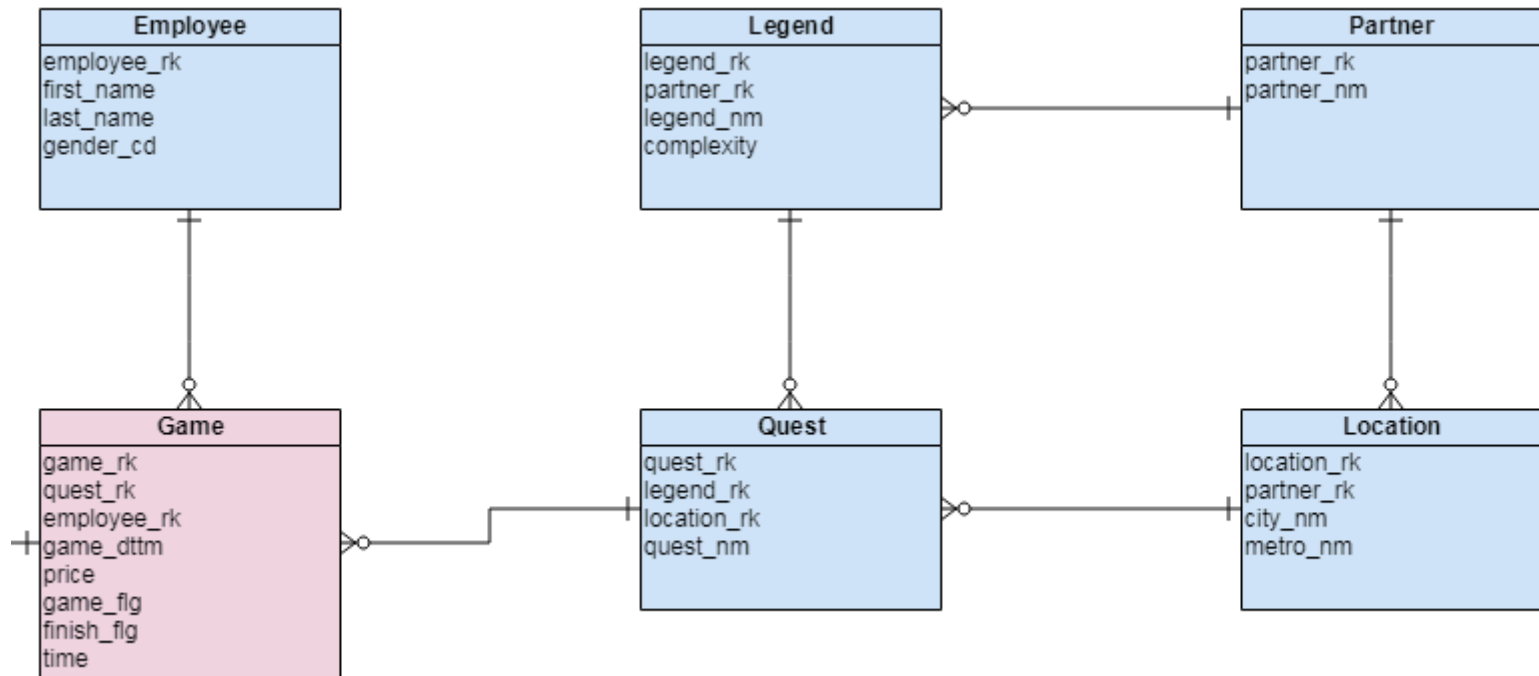 Employee
employee_rk
first_name
last_name
gender_cd
Legend
legend_rk
partner_rk
legend_nm
complexity
Partner
partner_rk
partner_nm
Game
game_rk
quest_rk
employee_rk
game_dttm
price
game_flg
finish_flg
time
Quest
quest_rk
legend_rk
location_rk
quest_nm
Location
location_rk
partner_rk
city_nm
metro_nm